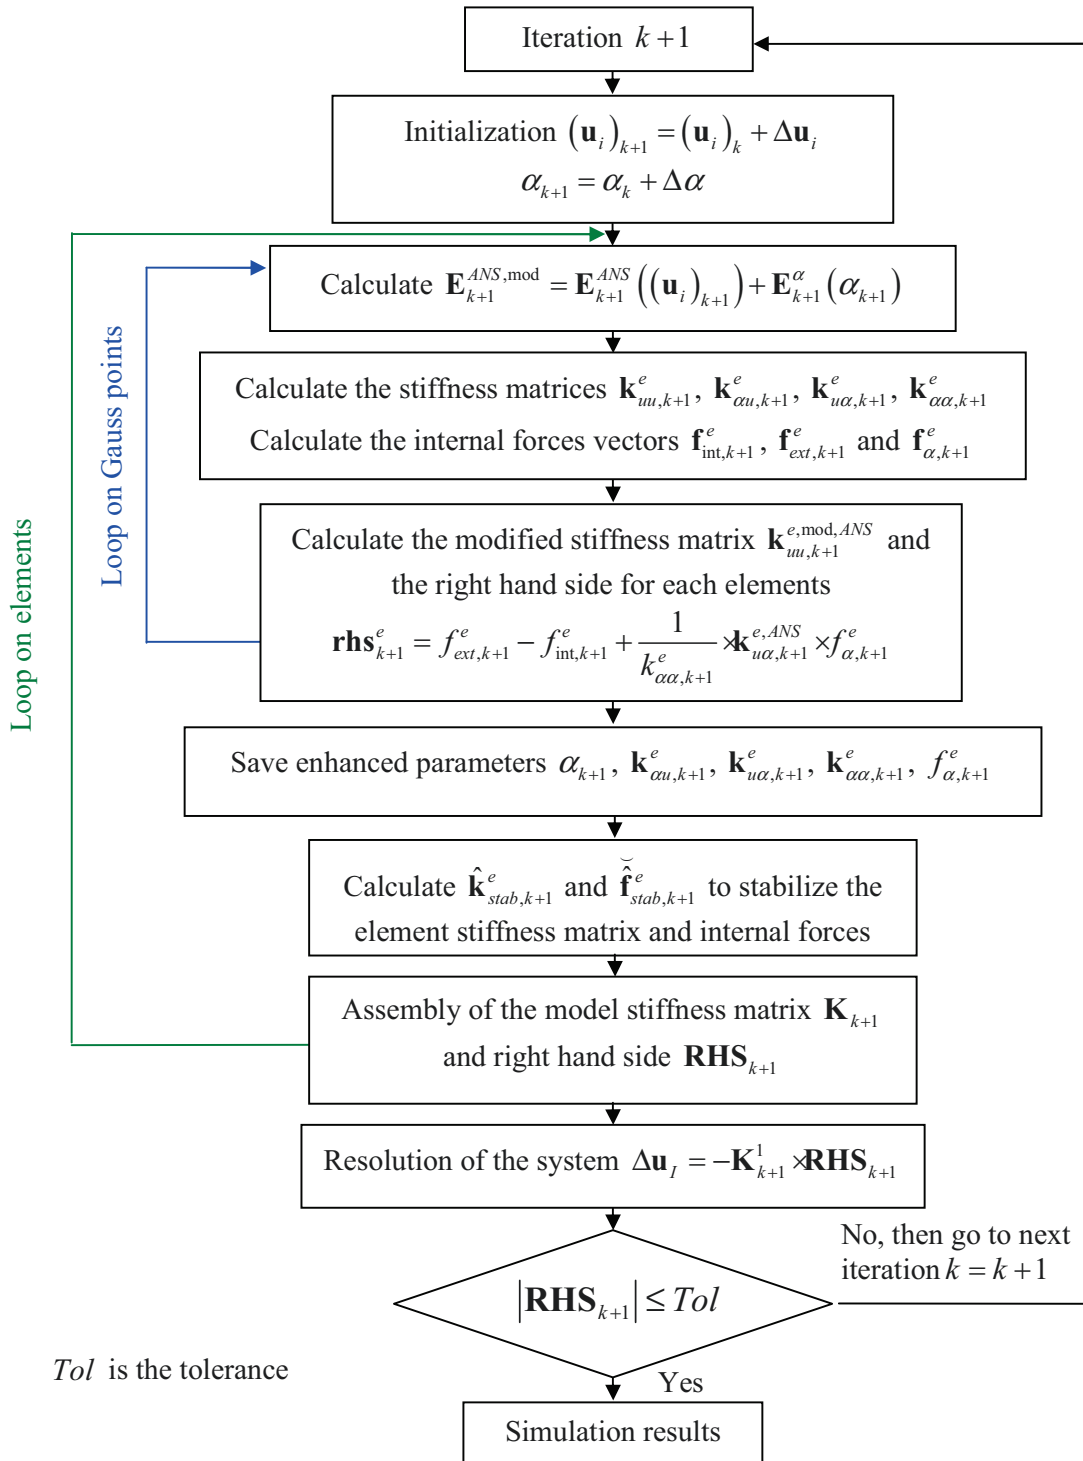 Iteration k+1
Initialization (u_i)_{k+1} = (u_i)_k + Δu_i
α_{k+1} = α_k + Δα
Calculate E_{k+1}^{ANS,mod} = E_{k+1}^{ANS}((u_i)_{k+1}) + E_{k+1}^{α}(α_{k+1})
Calculate the stiffness matrices k^e_{uu,k+1}, k^e_{αu,k+1}, k^e_{uα,k+1}, k^e_{αα,k+1}
Calculate the internal forces vectors f^e_{int,k+1}, f^e_{ext,k+1} and f^e_{α,k+1}
Calculate the modified stiffness matrix k^{e,mod,ANS}_{uu,k+1} and
the right hand side for each elements
rhs^e_{k+1} = f^e_{ext,k+1} − f^e_{int,k+1} + 1/k^e_{αα,k+1} × k^{e,ANS}_{uα,k+1} × f^e_{α,k+1}
Loop on Gauss points
Loop on elements
Save enhanced parameters α_{k+1}, k^e_{αu,k+1}, k^e_{uα,k+1}, k^e_{αα,k+1}, f^e_{α,k+1}
Calculate k̂^e_{stab,k+1} and f̂̆^e_{stab,k+1} to stabilize the
element stiffness matrix and internal forces
Assembly of the model stiffness matrix K_{k+1}
and right hand side RHS_{k+1}
Resolution of the system Δu_I = −K^1_{k+1} × RHS_{k+1}
No, then go to next
iteration k = k+1
|RHS_{k+1}| ≤ Tol
Tol is the tolerance
Yes
Simulation results